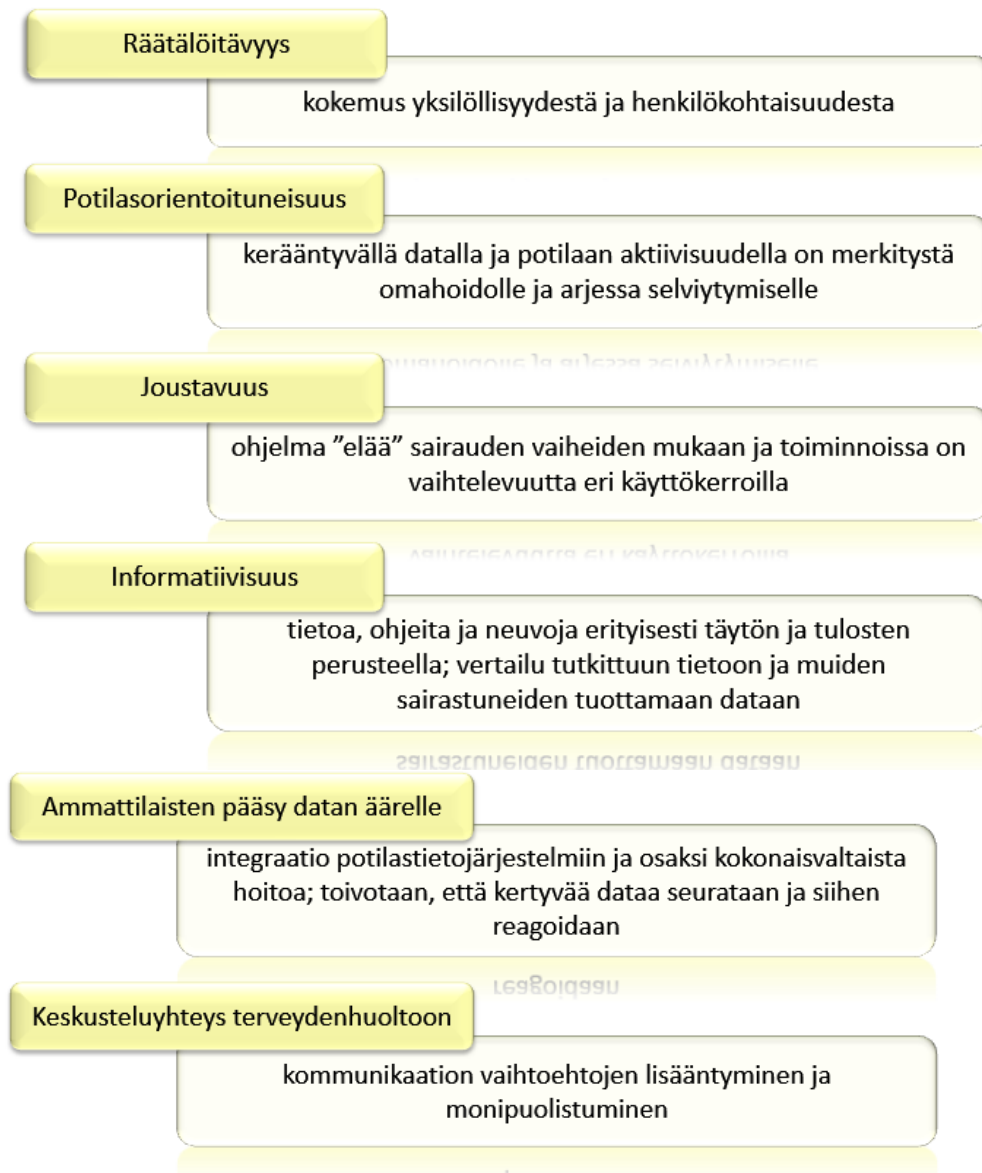 Räätälöitävyys
kokemus yksilöllisyydestä ja henkilökohtaisuudesta
Potilasorientoituneisuus
kerääntyvällä datalla ja potilaan aktiivisuudella on merkitystä
omahoidolle ja arjessa selviytymiselle
Joustavuus
ohjelma ”elää” sairauden vaiheiden mukaan ja toiminnoissa on
vaihtelevuutta eri käyttökerroilla
Informatiivisuus
tietoa, ohjeita ja neuvoja erityisesti täytön ja tulosten
perusteella; vertailu tutkittuun tietoon ja muiden
sairastuneiden tuottamaan dataan
Ammattilaisten pääsy datan äärelle
integraatio potilastietojärjestelmiin ja osaksi kokonaisvaltaista
hoitoa; toivotaan, että kertyvää dataa seurataan ja siihen
reagoidaan
Keskusteluyhteys terveydenhuoltoon
kommunikaation vaihtoehtojen lisääntyminen ja
monipuolistuminen